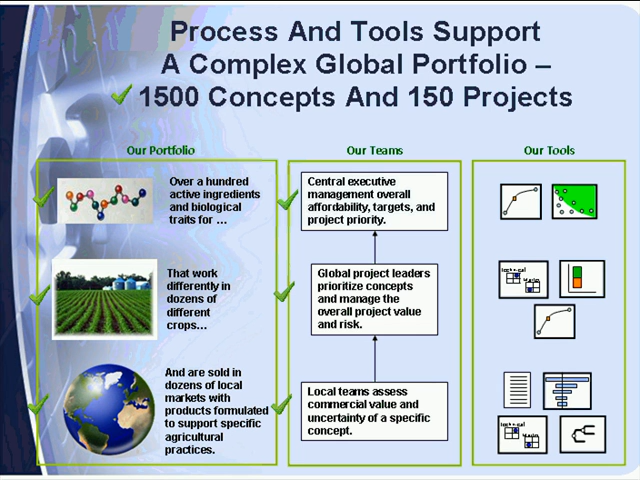 Process And Tools Support
A Complex Global Portfolio –
1500 Concepts And 150 Projects
Our Portfolio
Over a hundred
active ingredients
and biological
traits for ...
That work
differently in
dozens of
different
crops...
And are sold in
dozens of local
markets with
products formulated
to support specific
agricultural
practices.
Our Teams
Central executive
management overall
affordability, targets, and
project priority.
Global project leaders
prioritize concepts
and manage the
overall project value
and risk.
Local teams assess
commercial value and
uncertainty of a specific
concept.
Our Tools